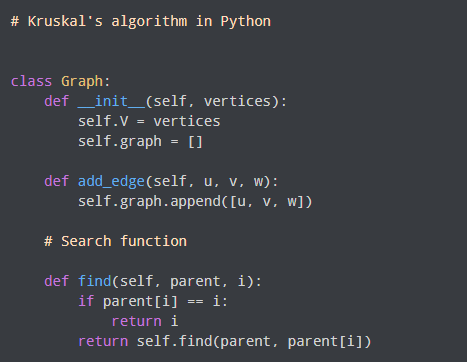 # Kruskal's algorithm in Python
class Graph:
    def __init__(self, vertices):
        self.V = vertices
        self.graph = []
    def add_edge(self, u, v, w):
        self.graph.append([u, v, w])
    # Search function
    def find(self, parent, i):
        if parent[i] == i:
            return i
        return self.find(parent, parent[i])